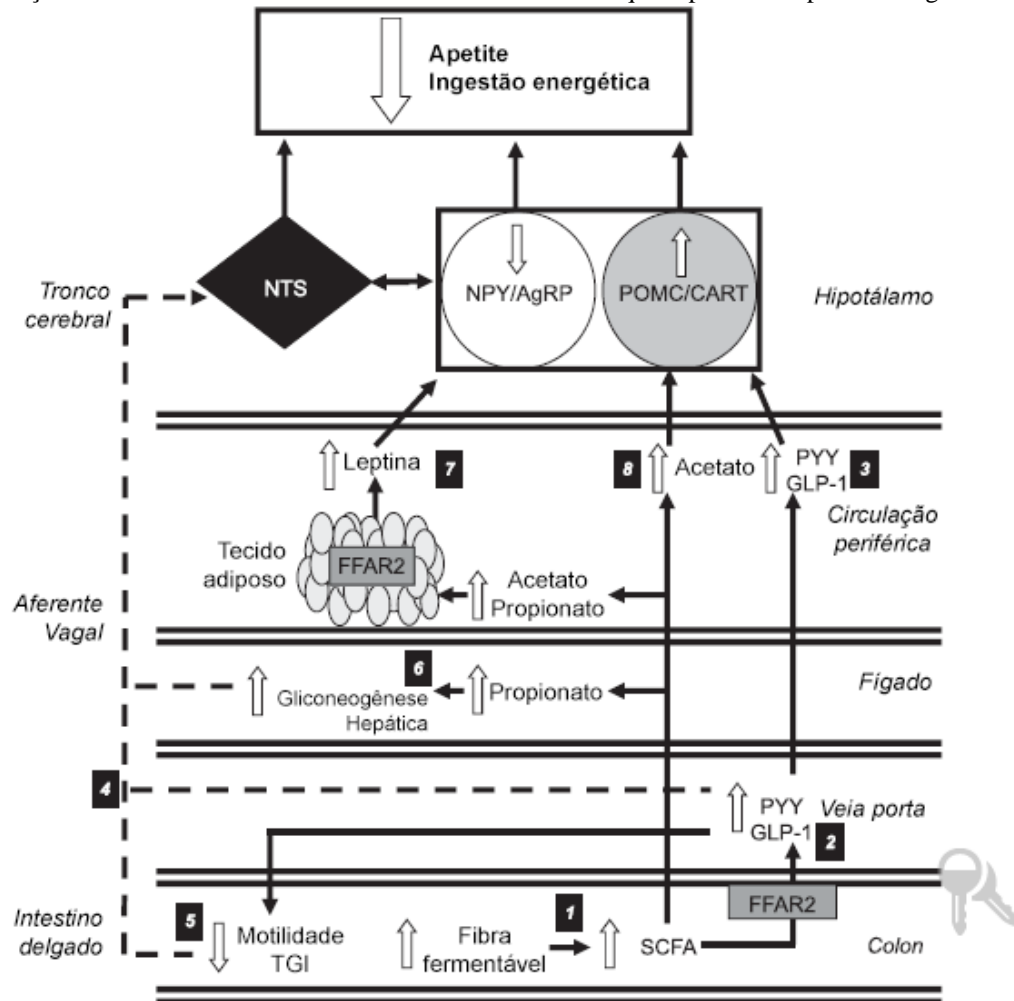 Apetite
Ingestão energética
NTS
NPY/AgRP
POMC/CART
Tronco
cerebral
Hipotálamo
Leptina
7
8
Acetato
PYY
GLP-1
3
Circulação
periférica
Tecido
adiposo
FFAR2
Acetato
Propionato
Aferente
Vagal
6
Gliconeogênese
Hepática
Propionato
Fígado
4
PYY
GLP-1
Veia porta
2
FFAR2
Intestino
delgado
5
Motilidade
TGI
Fibra
fermentável
1
SCFA
Colon